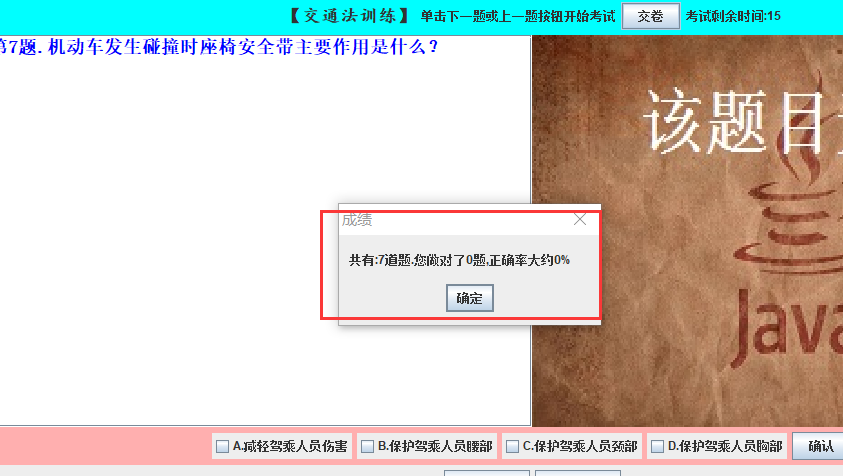 【交通法训练】 单击下一题或上一题按钮开始考试 交卷 考试剩余时间:15
第7题.机动车发生碰撞时座椅安全带主要作用是什么?
该题目
成绩
共有:7道题.您做对了0题,正确率大约0%
确定
Java
A.减轻驾乘人员伤害 B.保护驾乘人员腰部 C.保护驾乘人员颈部 D.保护驾乘人员胸部 确认